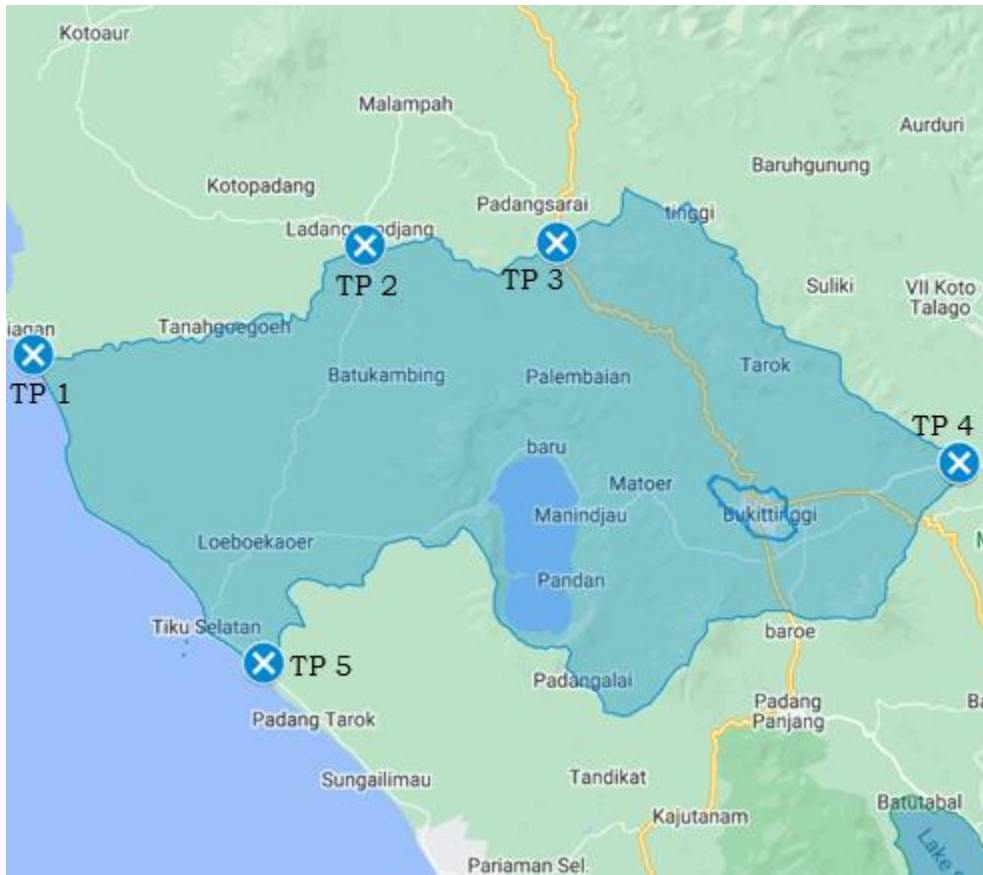 Kotoaur
Malampah
Aurduri
Baruhgunung
Kotopadang
Padangsarai
tinggi
TP 3
TP 2
Suliki
VII Koto
Talago
Tanahgoegoeh
TP 1
Batukambing
Palembaian
Tarok
TP 4
baru
Matoer
Manindjau
Bukittinggi
Loeboekaoer
Pandan
Tiku Selatan
baroe
TP 5
Padangalai
Padang Tarok
Padang
Panjang
Sungailimau
Tandikat
Kajutanam
Batutabal
Lake
Pariaman Sel.